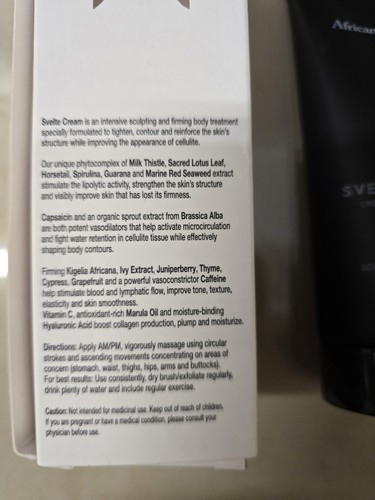 Svelte Cream is an intensive sculpting and firming body treatment
specially formulated to tighten, contour and reinforce the skin's
structure while improving the appearance of cellulite.
Our unique phytocomplex of Milk Thistle, Sacred Lotus Leaf,
Horsetail, Spirulina, Guarana and Marine Red Seaweed extract
stimulate the lipolytic activity, strengthen the skin's structure
and visibly improve skin that has lost its firmness.
Capsaicin and an organic sprout extract from Brassica Alba
are both potent vasodilators that help activate microcirculation
and fight water retention in cellulite tissue while effectively
shaping body contours.
Firming Kigelia Africana, Ivy Extract, Juniperberry, Thyme,
Cypress, Grapefruit and a powerful vasoconstrictor Caffeine
help stimulate blood and lymphatic flow, improve tone, texture,
elasticity and skin smoothness.
Vitamin C, antioxidant-rich Marula Oil and moisture-binding
Hyaluronic Acid boost collagen production, plump and moisturize.
Directions: Apply AM/PM, vigorously massage using circular
strokes and ascending movements concentrating on areas of
concern (stomach, waist, thighs, hips, arms and buttocks).
For best results: Use consistently, dry brush/exfoliate regularly,
drink plenty of water and include regular exercise.
Caution: Not intended for medicinal use. Keep out of reach of children.
If you are pregnant or have a medical condition, please consult your
physician before use.
African
SVE